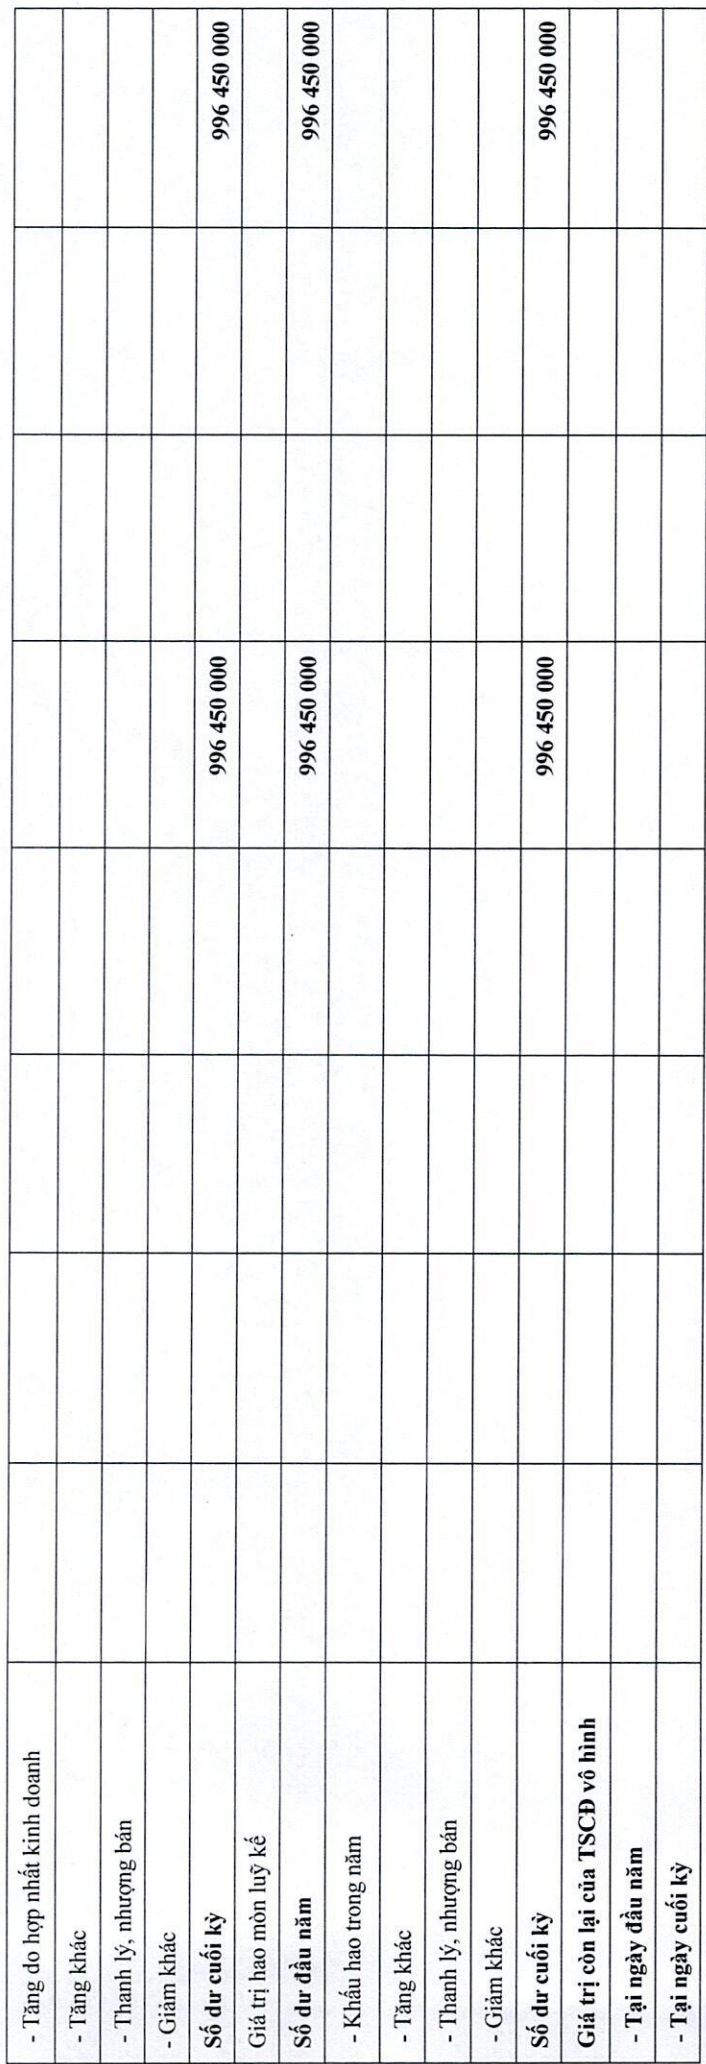 - Tăng do hợp nhất kinh doanh
- Tăng khác
- Thanh lý, nhượng bán
- Giảm khác
Số dư cuối kỳ 996 450 000 996 450 000
Giá trị hao mòn luỹ kế
Số dư đầu năm 996 450 000 996 450 000
- Khấu hao trong năm
- Tăng khác
- Thanh lý, nhượng bán
- Giảm khác
Số dư cuối kỳ 996 450 000 996 450 000
Giá trị còn lại của TSCĐ vô hình
- Tại ngày đầu năm
- Tại ngày cuối kỳ